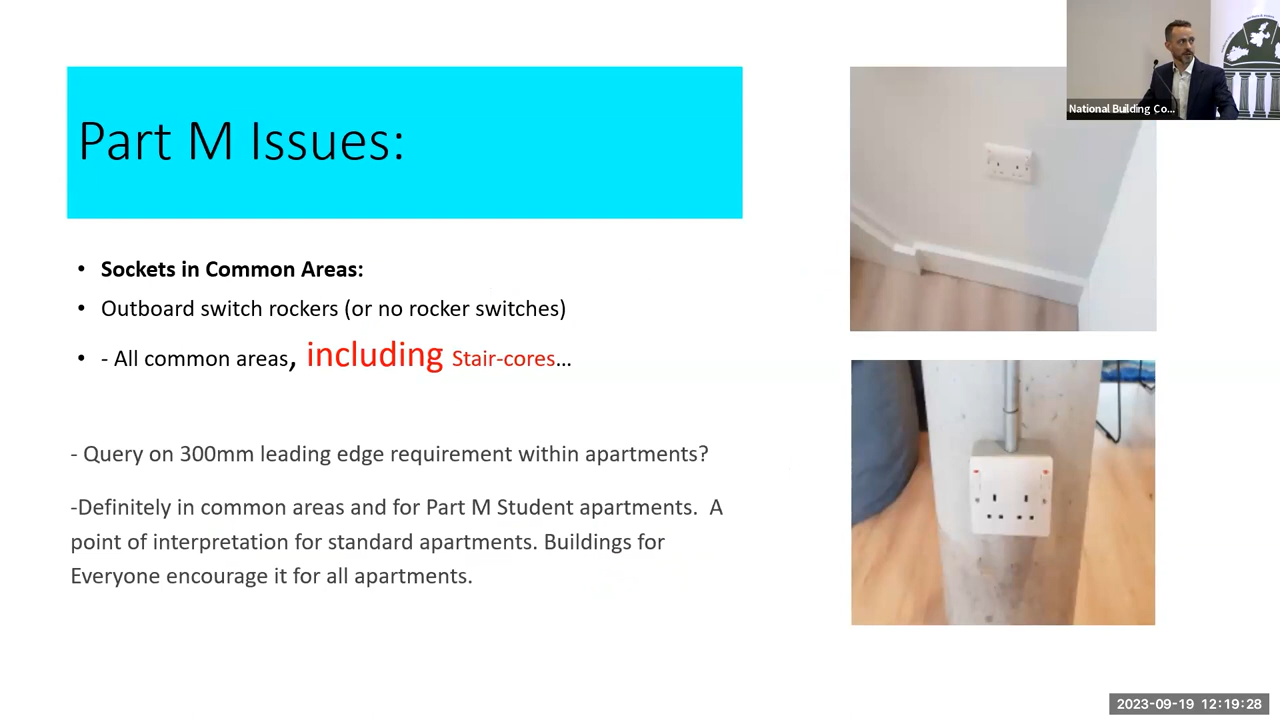 National Building Co...
Part M Issues:
• Sockets in Common Areas:
• Outboard switch rockers (or no rocker switches)
• - All common areas, including Stair-cores…
- Query on 300mm leading edge requirement within apartments?
-Definitely in common areas and for Part M Student apartments. A
point of interpretation for standard apartments. Buildings for
Everyone encourage it for all apartments.
2023-09-19 12:19:28